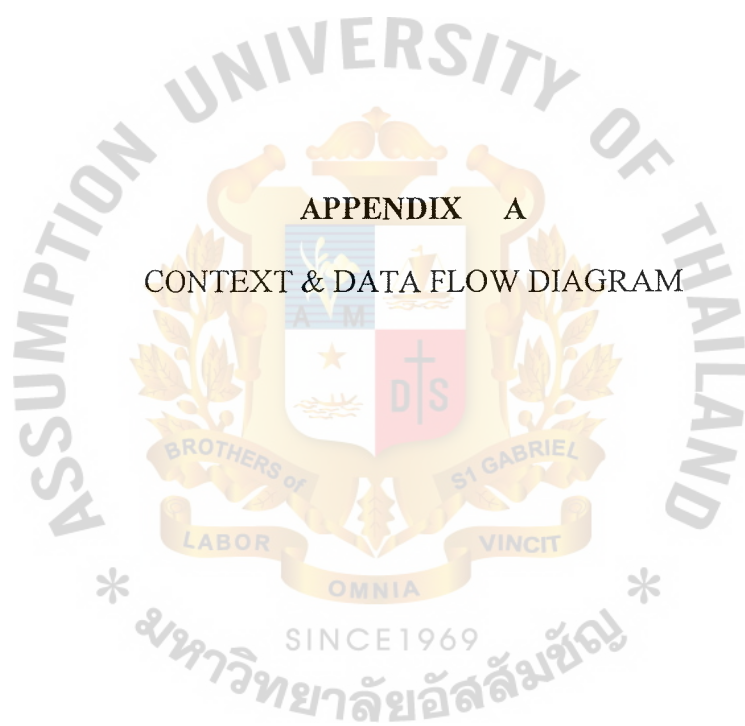 ASSUMPTION UNIVERSITY OF THAILAND
APPENDIX A
CONTEXT & DATA FLOW DIAGRAM
A M
D S
BROTHERS of
S1 GABRIEL
LABOR
OMNIA
VINCIT
SINCE1969
* มหาวิทยาลัยอัสสัมชัญ *